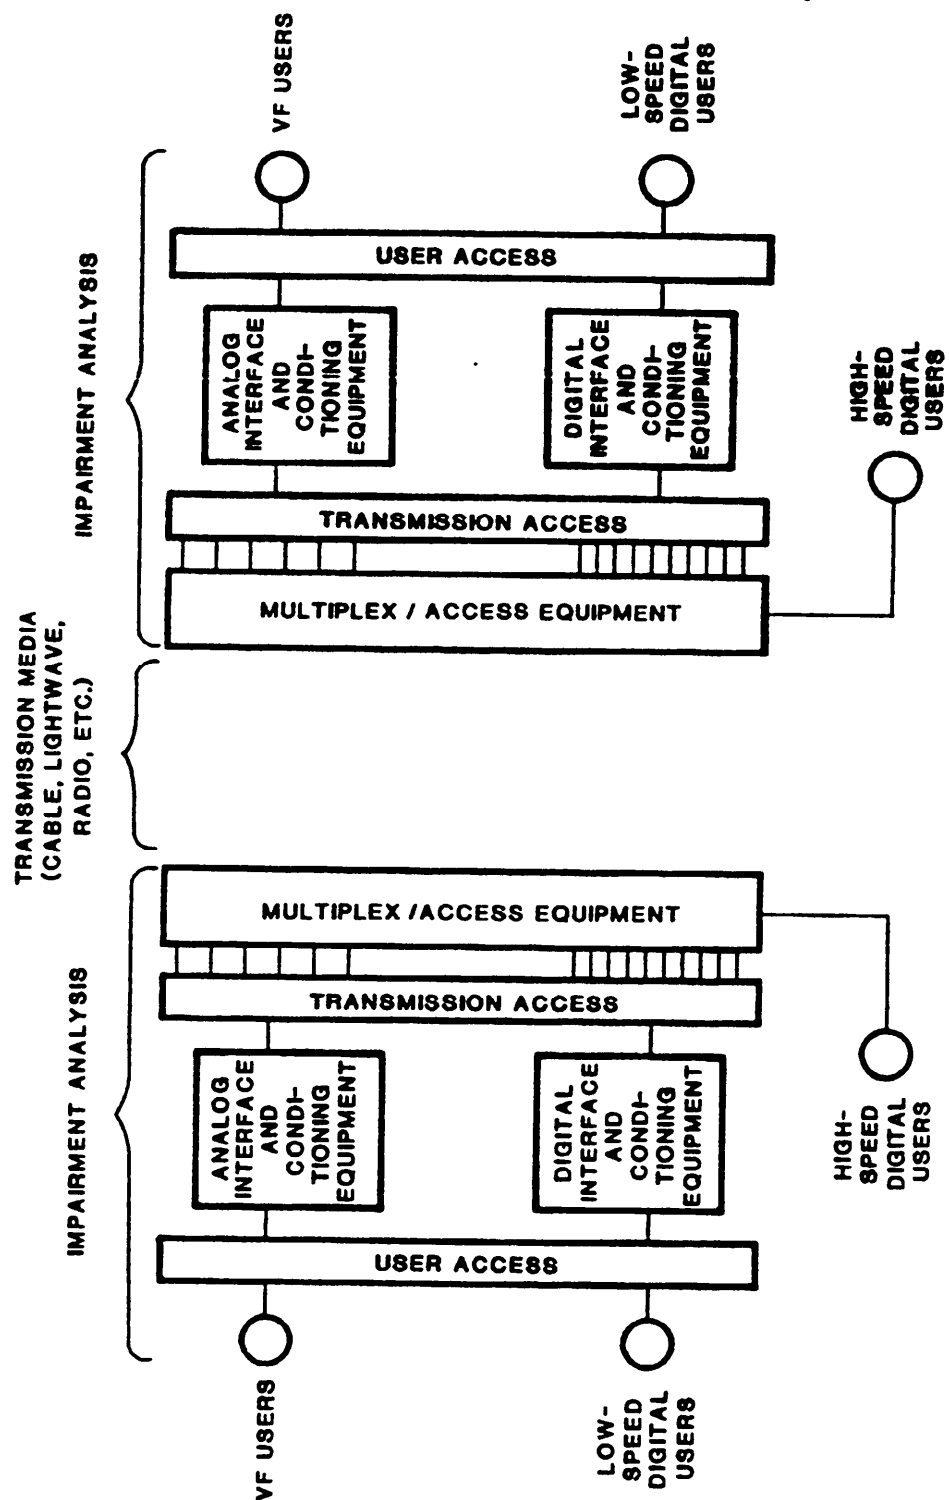 TRANSMISSION MEDIA
(CABLE, LIGHTWAVE,
RADIO, ETC.)
IMPAIRMENT ANALYSIS
IMPAIRMENT ANALYSIS
VF USERS
USER ACCESS
ANALOG
INTERFACE
AND
CONDI-
TIONING
EQUIPMENT
TRANSMISSION ACCESS
MULTIPLEX / ACCESS EQUIPMENT
MULTIPLEX / ACCESS EQUIPMENT
TRANSMISSION ACCESS
ANALOG
INTERFACE
AND
CONDI-
TIONING
EQUIPMENT
USER ACCESS
VF USERS
LOW-
SPEED
DIGITAL
USERS
DIGITAL
INTERFACE
AND
CONDI-
TIONING
EQUIPMENT
DIGITAL
INTERFACE
AND
CONDI-
TIONING
EQUIPMENT
LOW-
SPEED
DIGITAL
USERS
HIGH-
SPEED
DIGITAL
USERS
HIGH-
SPEED
DIGITAL
USERS